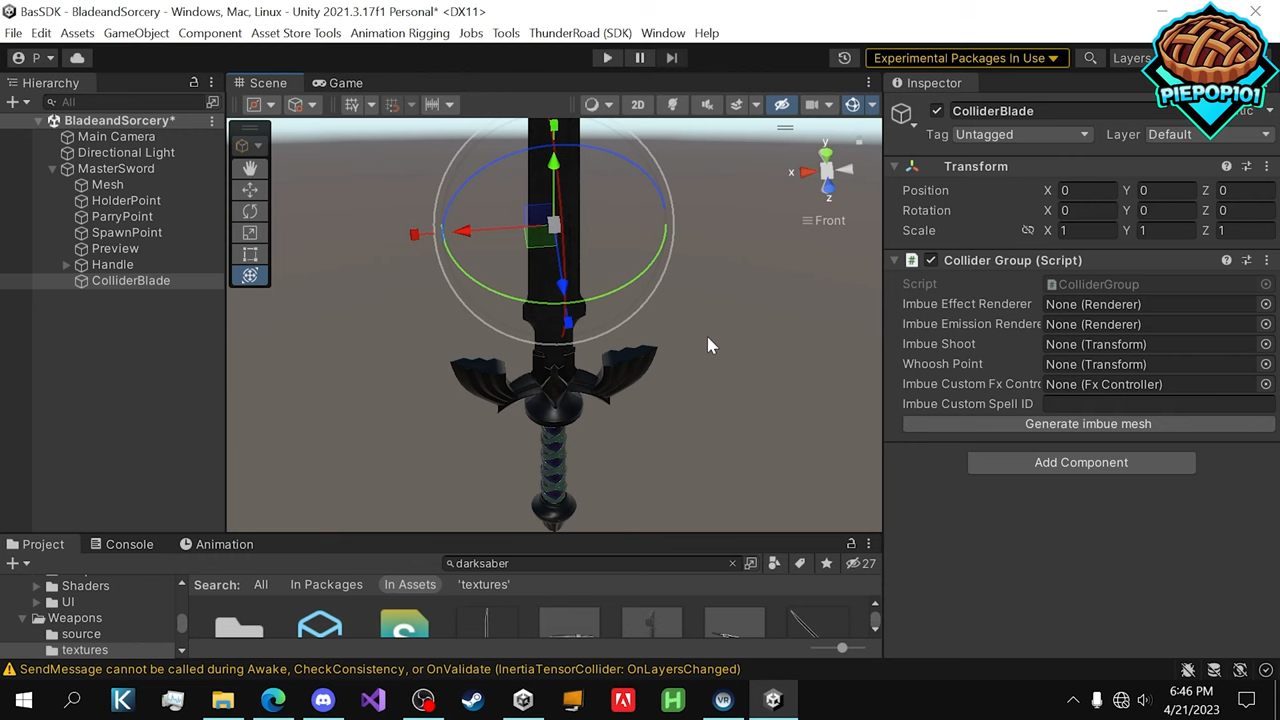 BasSDK - BladeandSorcery - Windows, Mac, Linux - Unity 2021.3.17f1 Personal* <DX11>
File Edit Assets GameObject Component Asset Store Tools Animation Rigging Jobs Tools ThunderRoad (SDK) Window Help
P Experimental Packages In Use Layers
PIEPOP101
Hierarchy Scene Game Inspector
All 2D
ColliderBlade
BladeandSorcery*
Tag Untagged Layer Default
Main Camera
Directional Light
MasterSword
Mesh
HolderPoint
ParryPoint
SpawnPoint
Preview
Handle
ColliderBlade
y
x
z
Front
Transform
Position X 0 Y 0 Z 0
Rotation X 0 Y 0 Z 0
Scale X 1 Y 1 Z 1
Collider Group (Script)
Script ColliderGroup
Imbue Effect Renderer None (Renderer)
Imbue Emission Rendere None (Renderer)
Imbue Shoot None (Transform)
Whoosh Point None (Transform)
Imbue Custom Fx Contro None (Fx Controller)
Imbue Custom Spell ID
Generate imbue mesh
Add Component
Project Console Animation
darksaber 27
Search: All In Packages In Assets 'textures'
Shaders
UI
Weapons
source
textures
SendMessage cannot be called during Awake, CheckConsistency, or OnValidate (InertiaTensorCollider: OnLayersChanged)
6:46 PM
4/21/2023